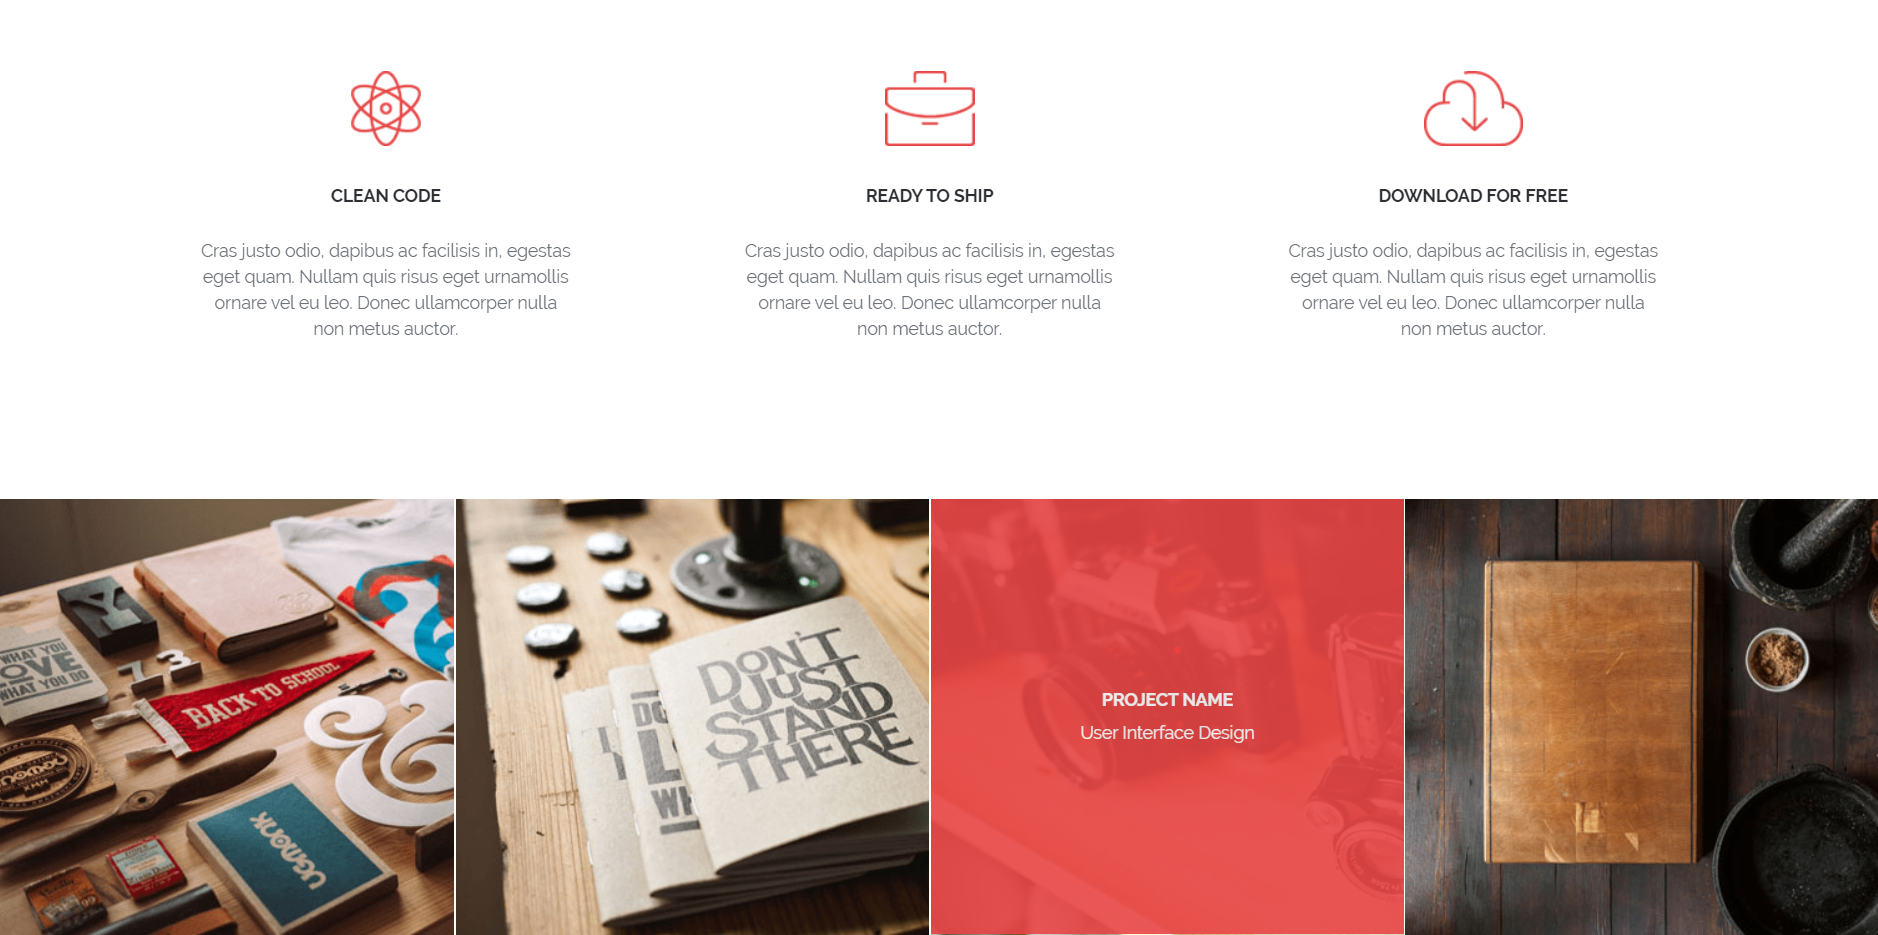 CLEAN CODE
Cras justo odio, dapibus ac facilisis in, egestas
eget quam. Nullam quis risus eget urnamollis
ornare vel eu leo. Donec ullamcorper nulla
non metus auctor.
READY TO SHIP
Cras justo odio, dapibus ac facilisis in, egestas
eget quam. Nullam quis risus eget urnamollis
ornare vel eu leo. Donec ullamcorper nulla
non metus auctor.
DOWNLOAD FOR FREE
Cras justo odio, dapibus ac facilisis in, egestas
eget quam. Nullam quis risus eget urnamollis
ornare vel eu leo. Donec ullamcorper nulla
non metus auctor.
Y
WHAT YOU
LOVE
WHAT YOU DO
7 3
BACK TO SCHOOL
&
UGMONK
DON'T
JUST
STAND
THERE
PROJECT NAME
User Interface Design